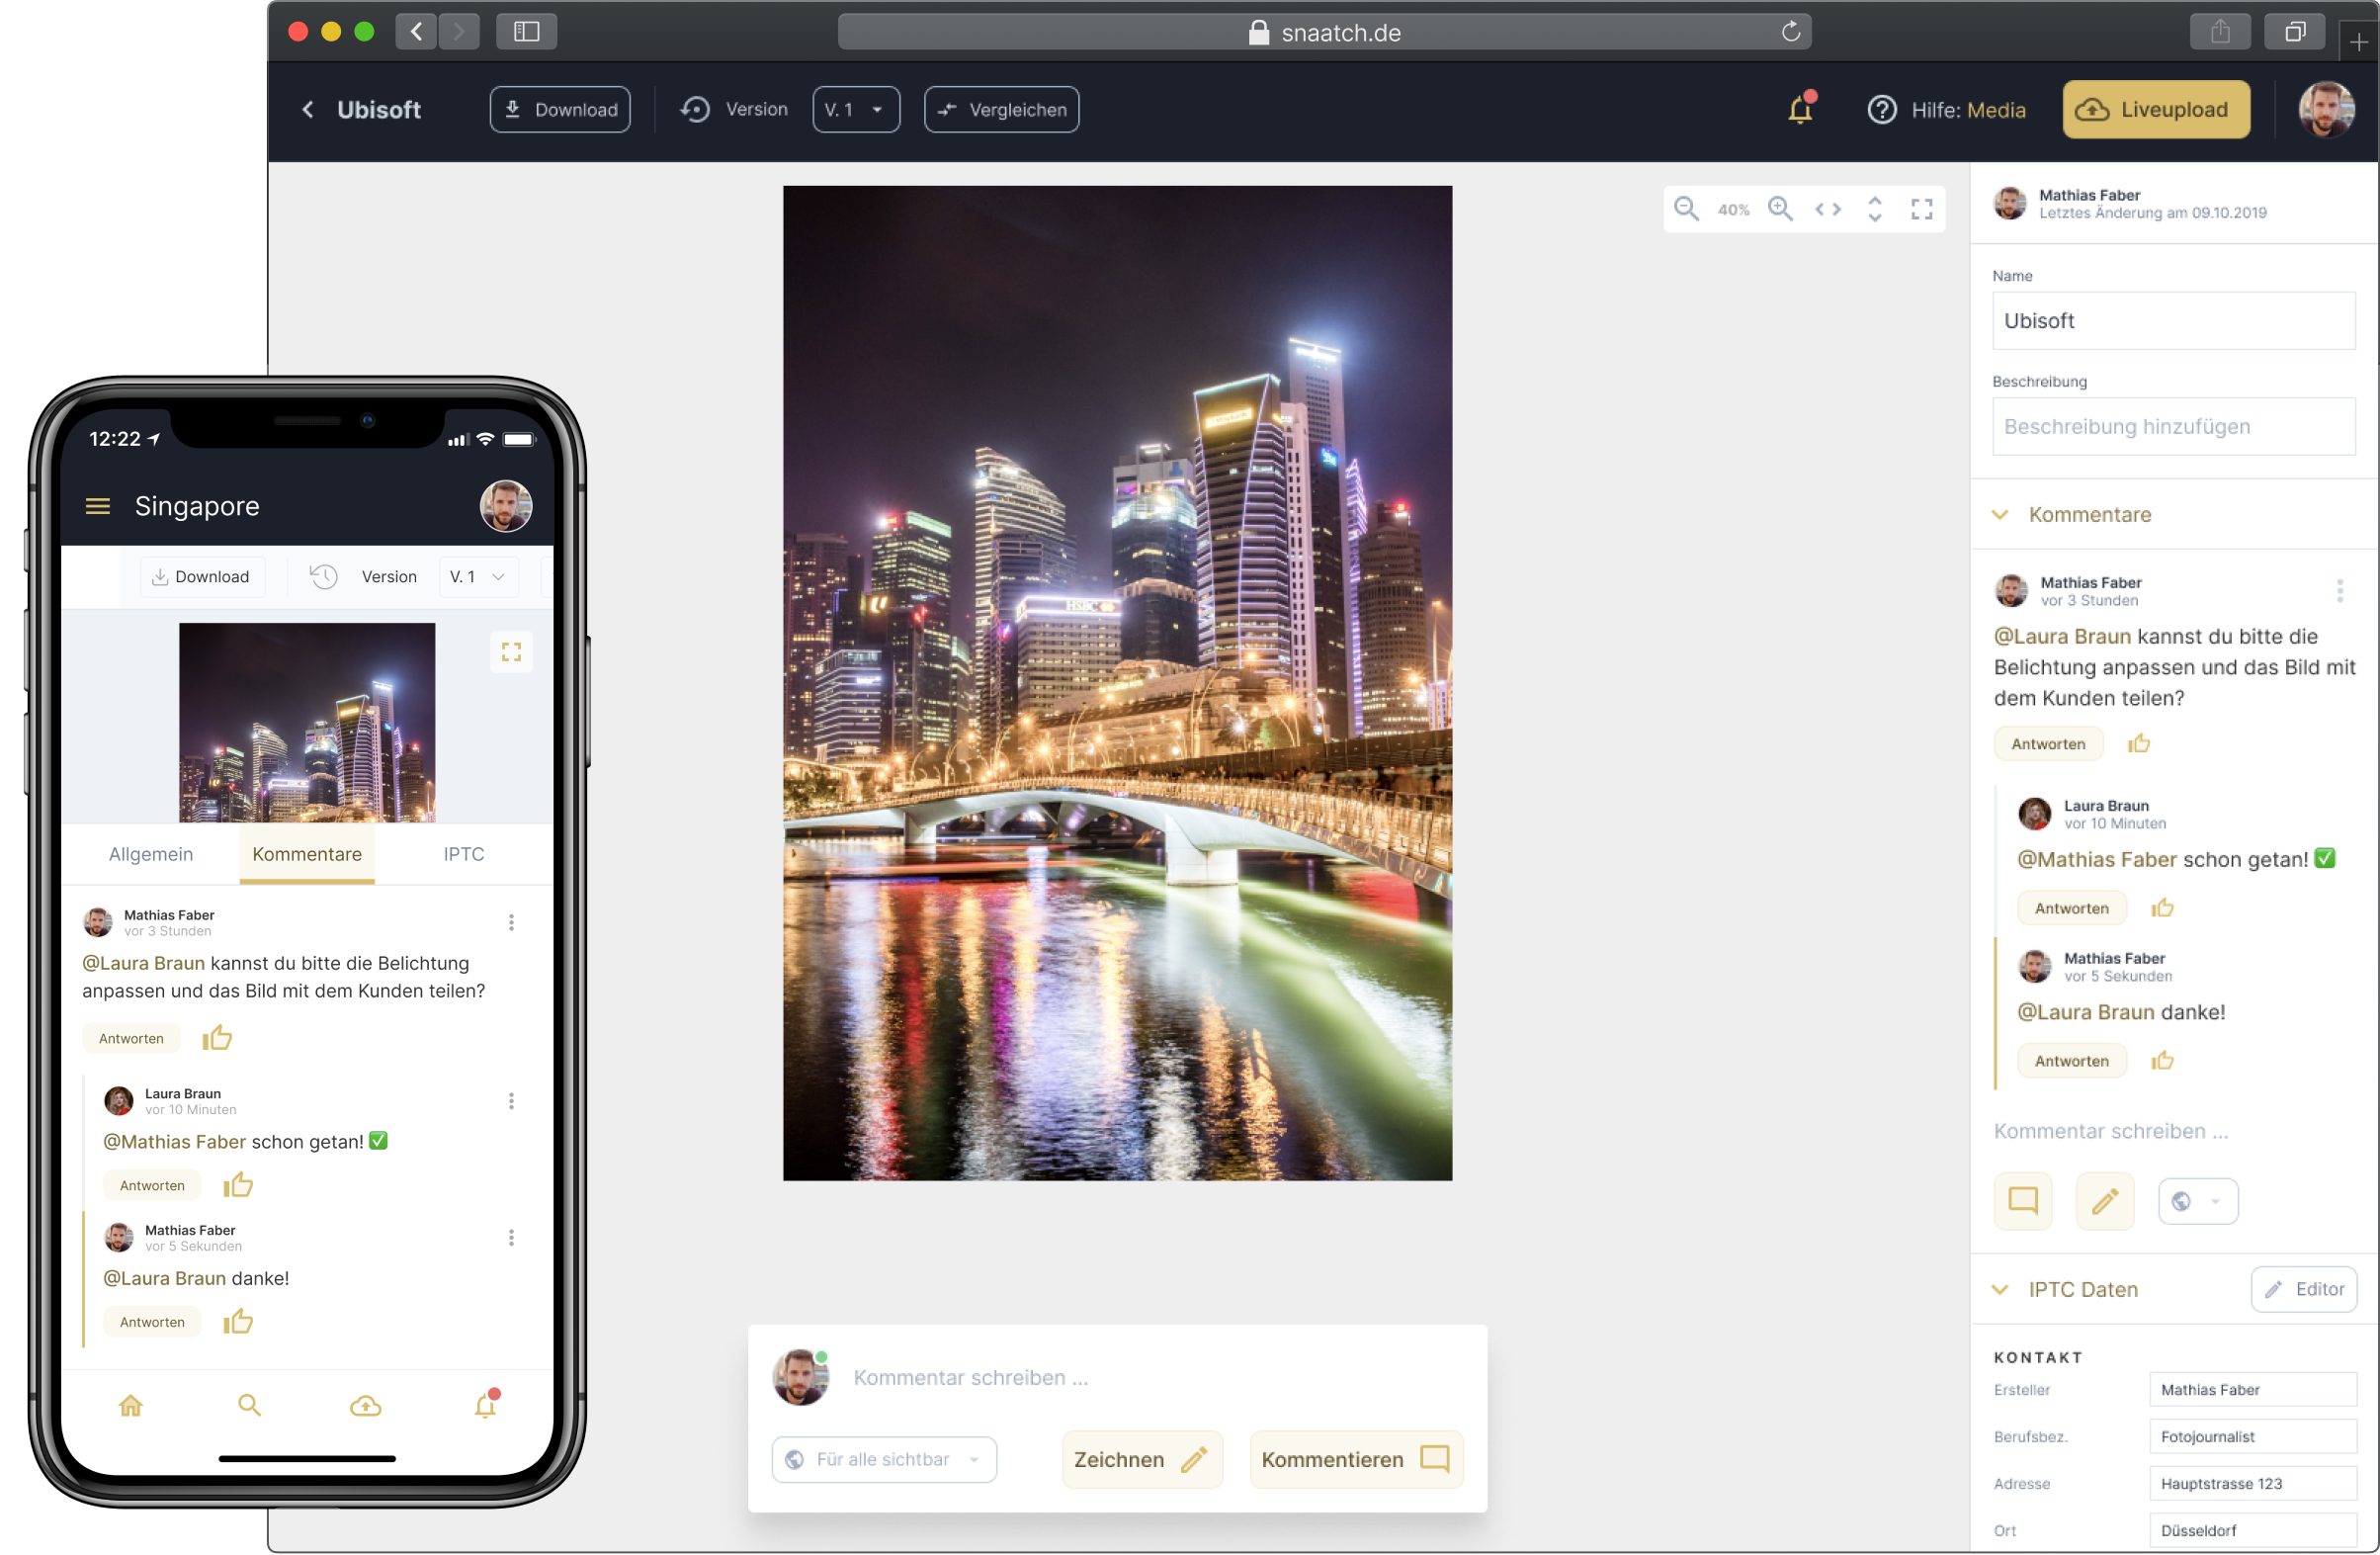 snaatch.de
Ubisoft
Download
Version
V. 1
Vergleichen
Hilfe: Media
Liveupload
40%
HSBC
Mathias Faber
Letztes Änderung am 09.10.2019
Name
Ubisoft
Beschreibung
Beschreibung hinzufügen
Kommentare
Mathias Faber
vor 3 Stunden
@Laura Braun kannst du bitte die
Belichtung anpassen und das Bild mit
dem Kunden teilen?
Antworten
Laura Braun
vor 10 Minuten
@Mathias Faber schon getan! ✅
Antworten
Mathias Faber
vor 5 Sekunden
@Laura Braun danke!
Antworten
Kommentar schreiben ...
IPTC Daten
Editor
KONTAKT
Ersteller
Mathias Faber
Berufsbez.
Fotojournalist
Adresse
Hauptstrasse 123
Ort
Düsseldorf
Kommentar schreiben ...
Für alle sichtbar
Zeichnen
Kommentieren
12:22
Singapore
Download
Version
V. 1
Allgemein
Kommentare
IPTC
Mathias Faber
vor 3 Stunden
@Laura Braun kannst du bitte die Belichtung
anpassen und das Bild mit dem Kunden teilen?
Antworten
Laura Braun
vor 10 Minuten
@Mathias Faber schon getan! ✅
Antworten
Mathias Faber
vor 5 Sekunden
@Laura Braun danke!
Antworten